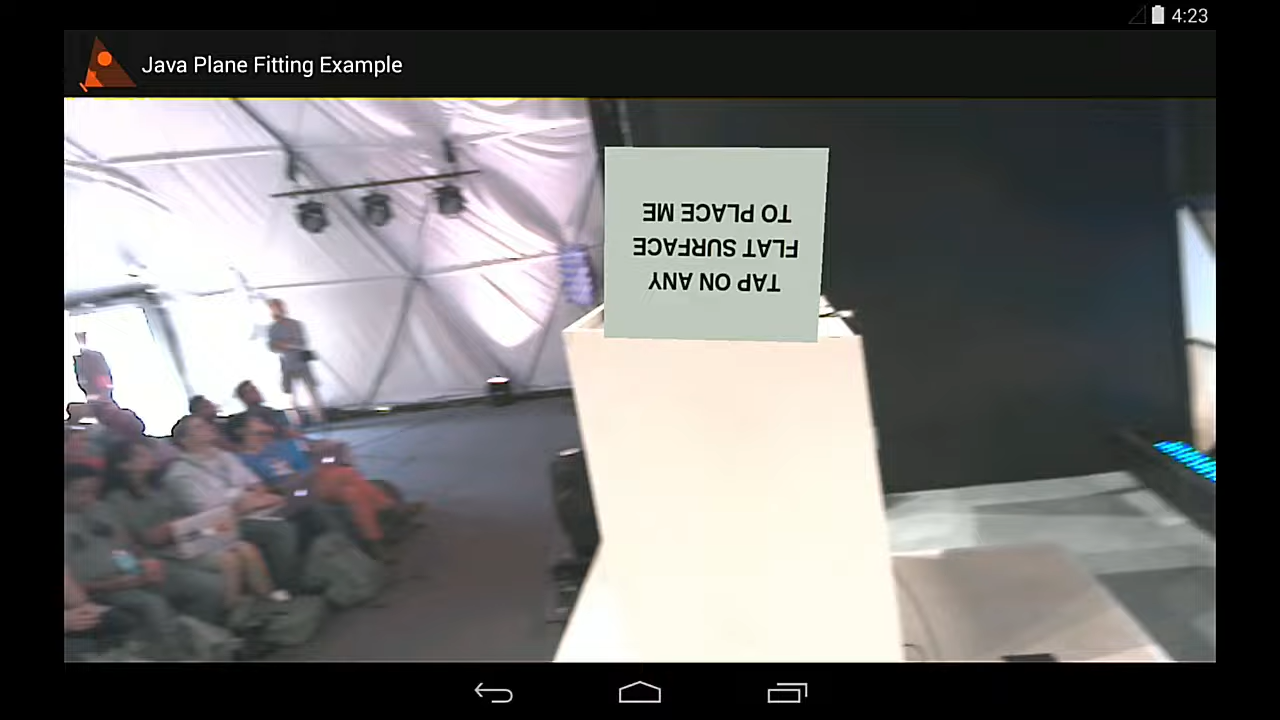 4:23
Java Plane Fitting Example
TAP ON ANY
FLAT SURFACE
TO PLACE ME